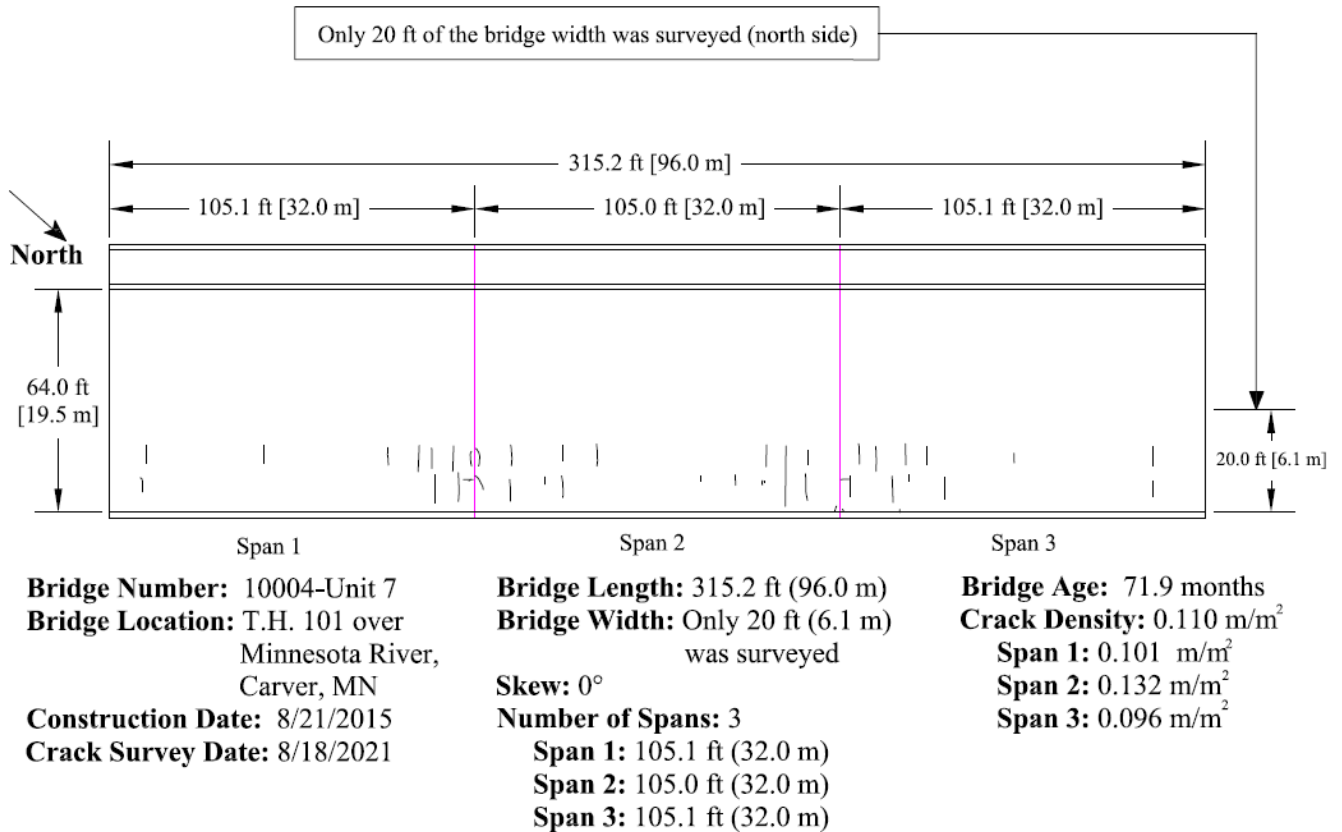 Only 20 ft of the bridge width was surveyed (north side)
315.2 ft [96.0 m]
105.1 ft [32.0 m]
105.0 ft [32.0 m]
105.1 ft [32.0 m]
North
64.0 ft
[19.5 m]
20.0 ft [6.1 m]
Span 1
Span 2
Span 3
Bridge Number: 10004-Unit 7
Bridge Location: T.H. 101 over
Minnesota River,
Carver, MN
Construction Date: 8/21/2015
Crack Survey Date: 8/18/2021
Bridge Length: 315.2 ft (96.0 m)
Bridge Width: Only 20 ft (6.1 m)
was surveyed
Skew: 0°
Number of Spans: 3
Span 1: 105.1 ft (32.0 m)
Span 2: 105.0 ft (32.0 m)
Span 3: 105.1 ft (32.0 m)
Bridge Age: 71.9 months
Crack Density: 0.110 m/m²
Span 1: 0.101 m/m²
Span 2: 0.132 m/m²
Span 3: 0.096 m/m²